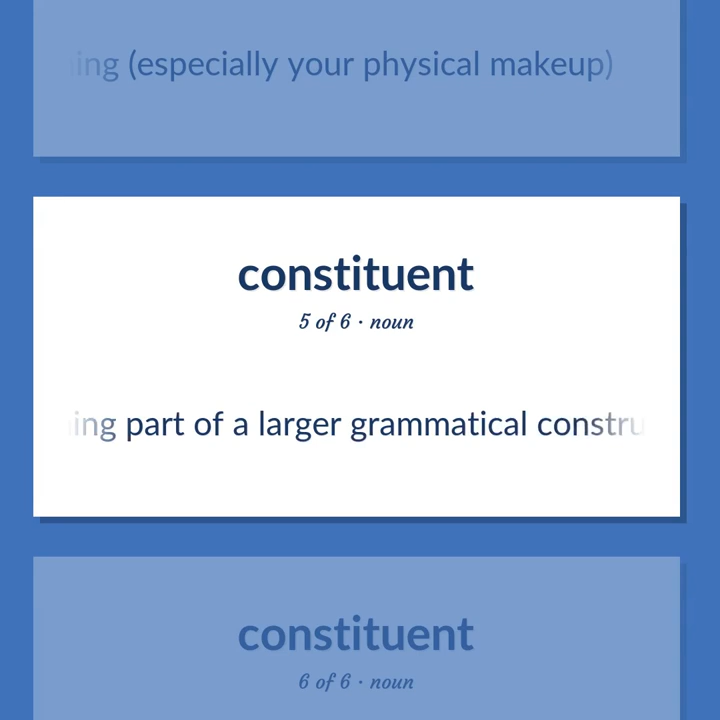 ing (especially your physical makeup)
constituent
5 of 6 · noun
ing part of a larger grammatical constru
constituent
6 of 6 · noun